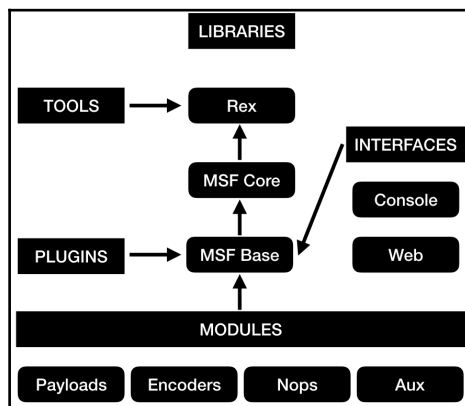 LIBRARIES
TOOLS
Rex
INTERFACES
MSF Core
Console
PLUGINS
MSF Base
Web
MODULES
Payloads
Encoders
Nops
Aux